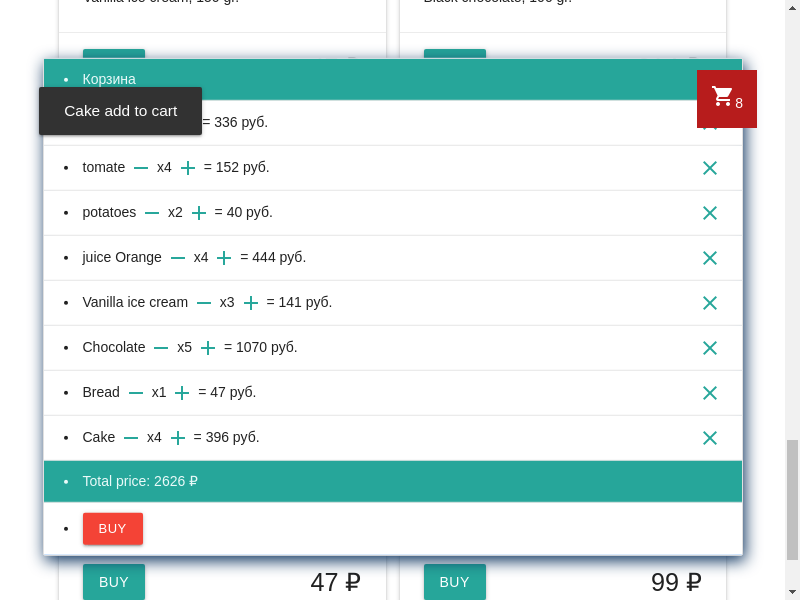 Корзина
8
Cake add to cart
= 336 руб.
tomate x4 = 152 руб.
potatoes x2 = 40 руб.
juice Orange x4 = 444 руб.
Vanilla ice cream x3 = 141 руб.
Chocolate x5 = 1070 руб.
Bread x1 = 47 руб.
Cake x4 = 396 руб.
Total price: 2626 ₽
BUY
BUY 47 ₽
BUY 99 ₽